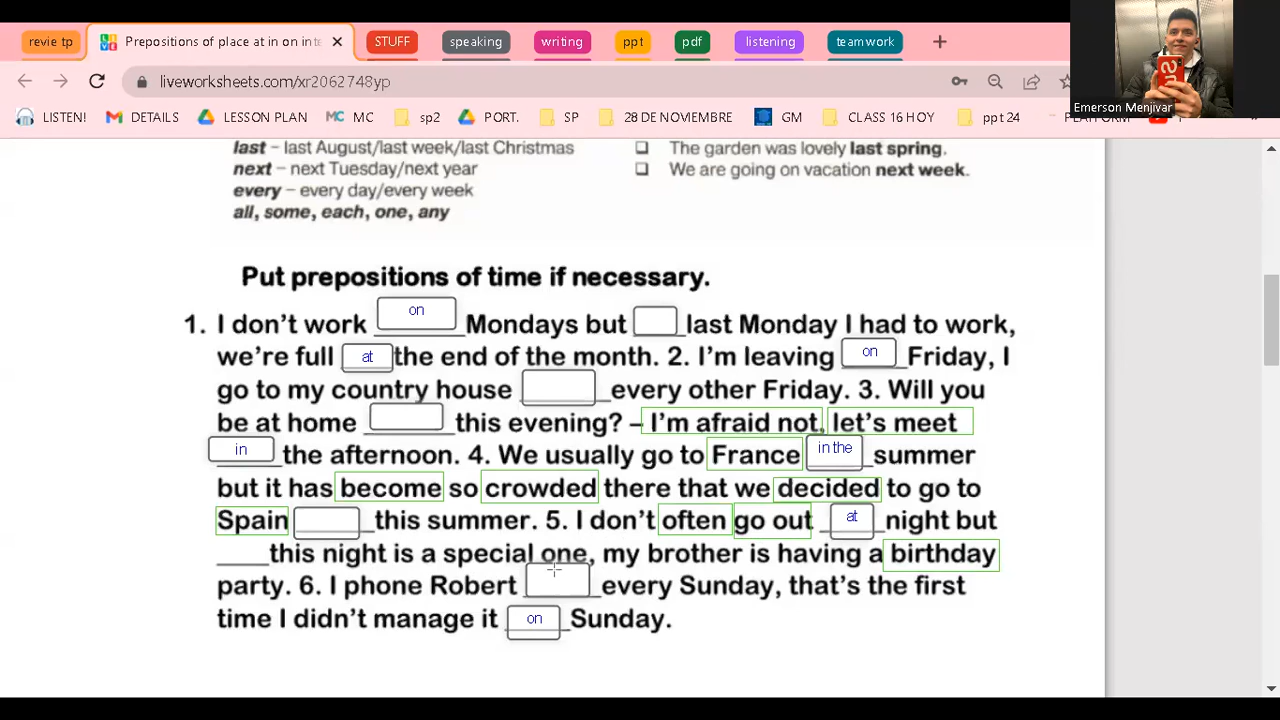 revie tp
Prepositions of place at in on int
STUFF
speaking
writing
ppt
pdf
listening
teamwork
liveworksheets.com/xr2062748yp
Emerson Menjivar
LISTEN!
DETAILS
LESSON PLAN
MC
sp2
PORT.
SP
28 DE NOVIEMBRE
GM
CLASS 16 HOY
ppt 24
last – last August/last week/last Christmas
next – next Tuesday/next year
every – every day/every week
all, some, each, one, any
The garden was lovely last spring.
We are going on vacation next week.
Put prepositions of time if necessary.
1. I don't work on Mondays but last Monday I had to work,
we're full at the end of the month. 2. I'm leaving on Friday, I
go to my country house every other Friday. 3. Will you
be at home this evening? – I'm afraid not, let's meet
in the afternoon. 4. We usually go to France in the summer
but it has become so crowded there that we decided to go to
Spain this summer. 5. I don't often go out at night but
____this night is a special one, my brother is having a birthday
party. 6. I phone Robert every Sunday, that's the first
time I didn't manage it on Sunday.